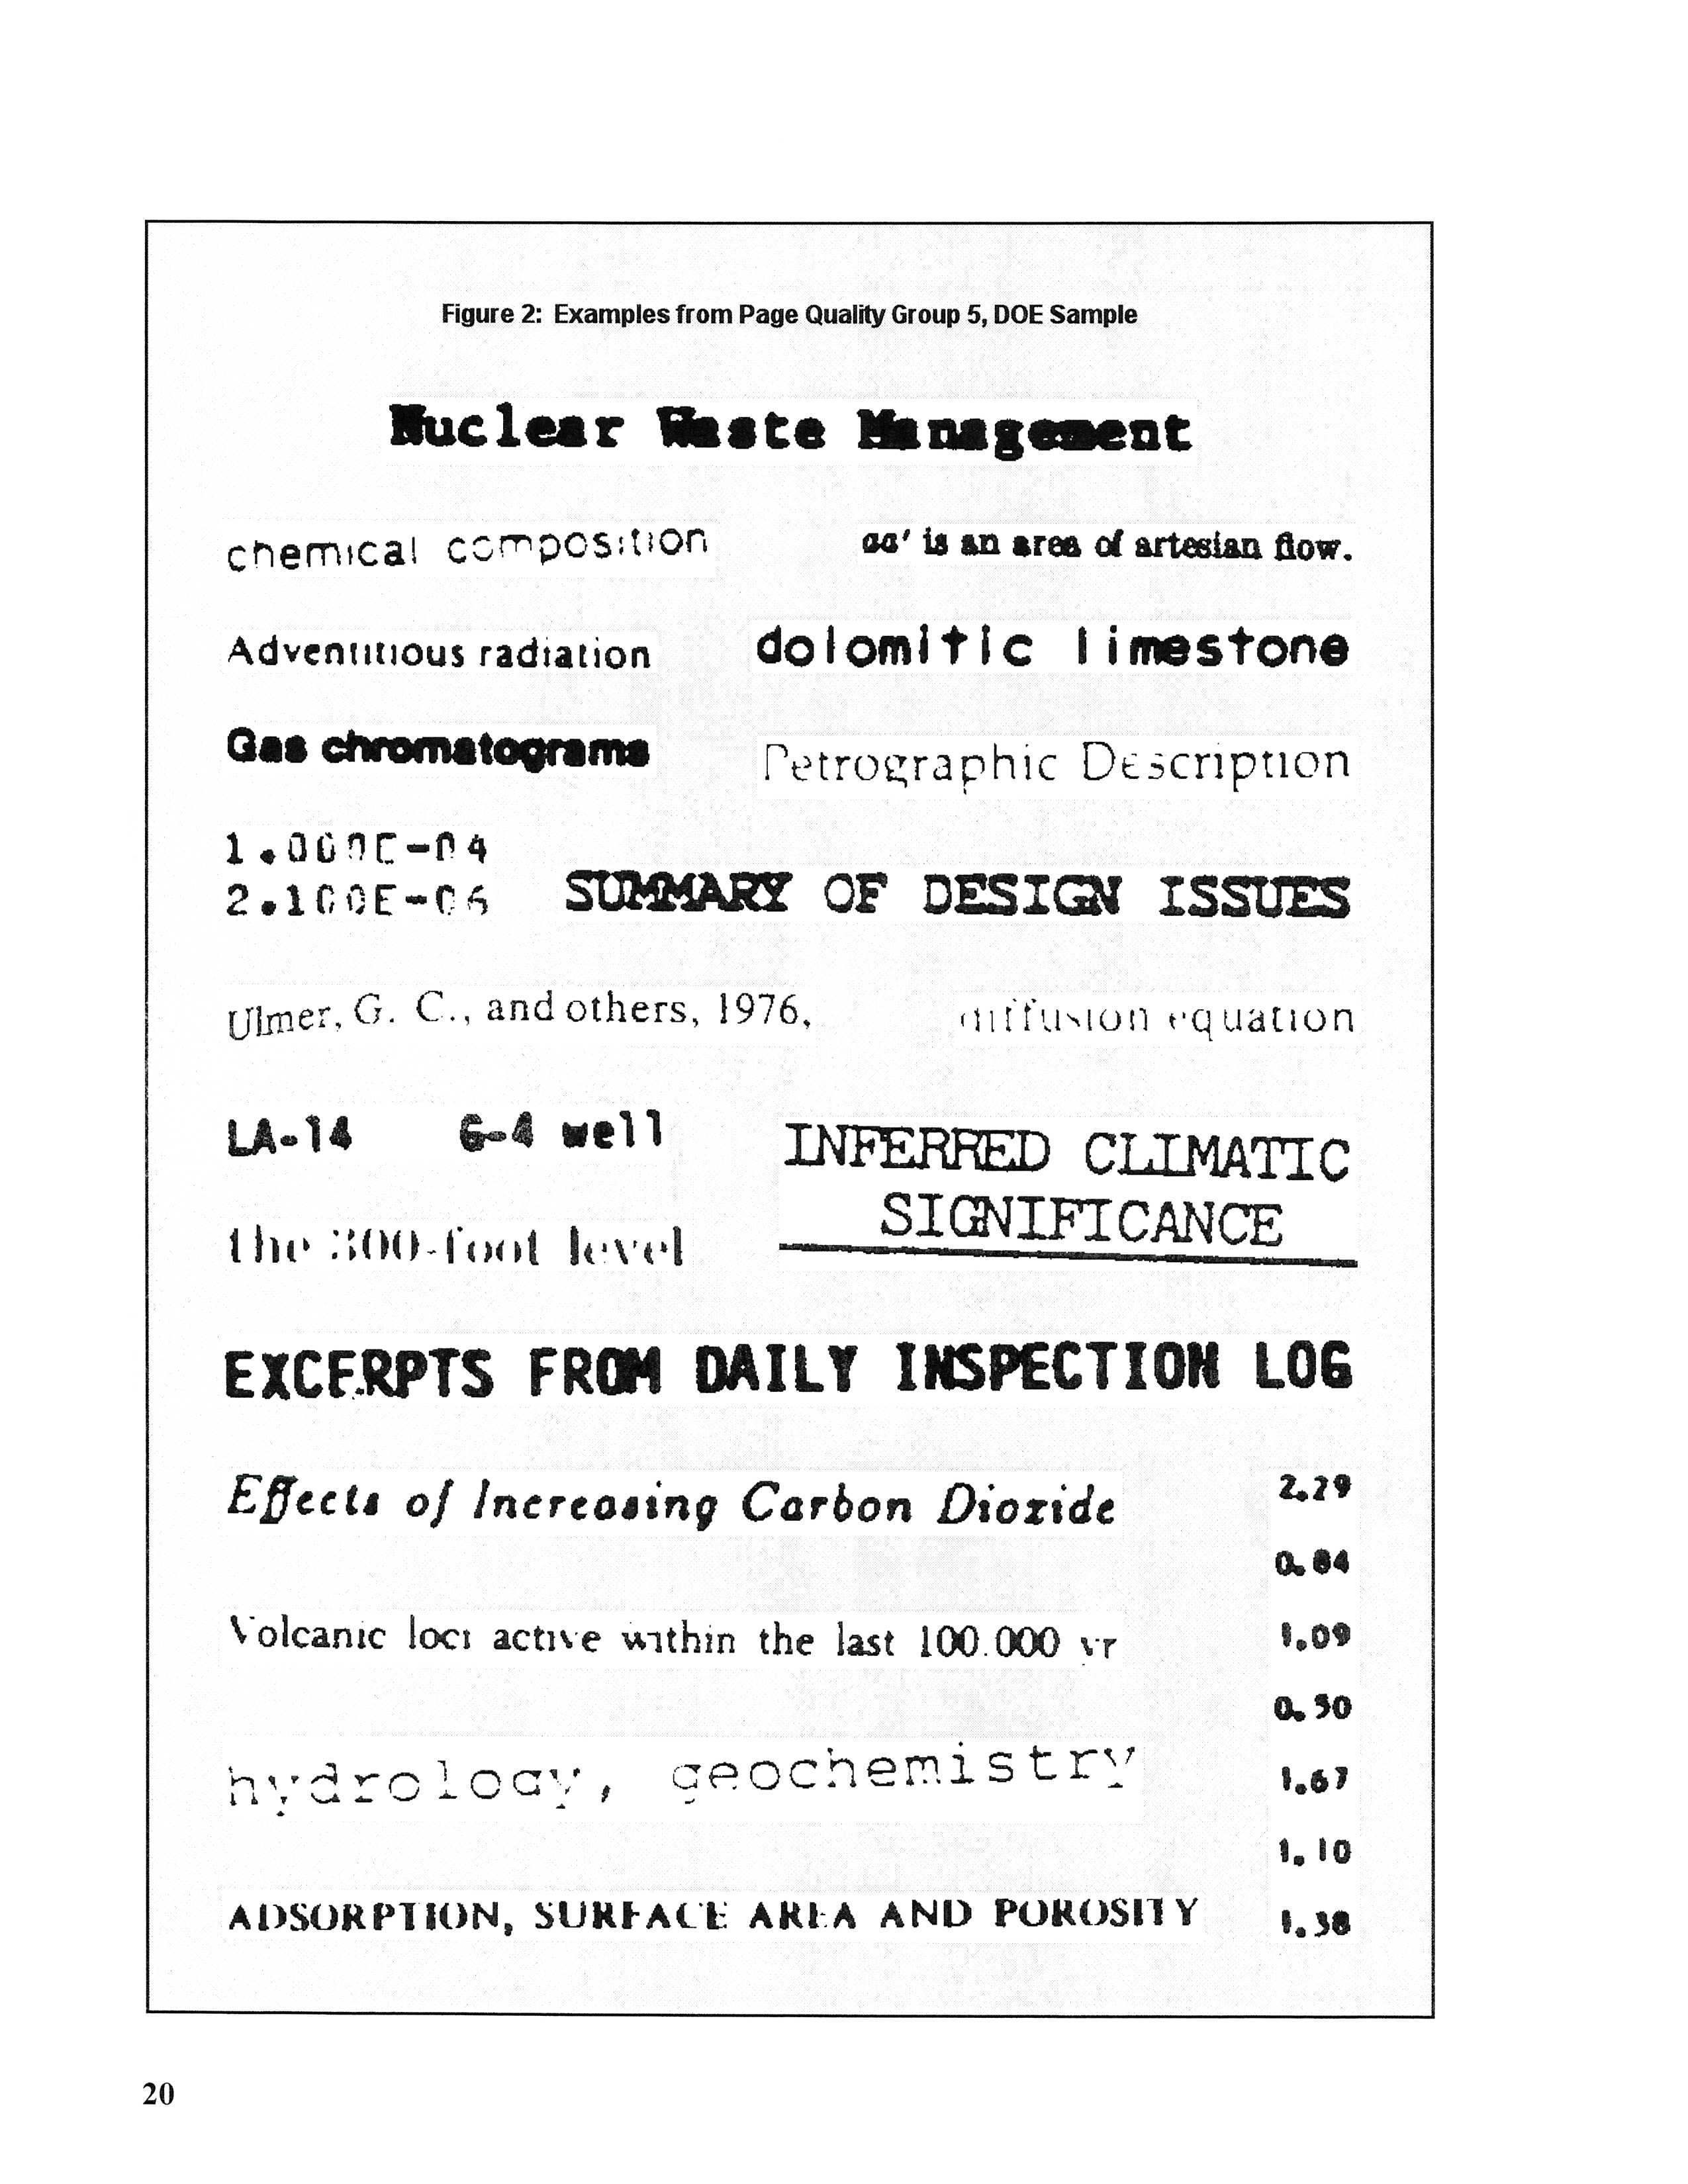 Figure 2: Examples from Page Quality Group 5, DOE Sample
Nuclear Waste Management
chemical composition
aa' is an area of artesian flow.
Adventitious radiation
dolomitic limestone
Gas chromatograms
Petrographic Description
1.000E-04
2.100E-06
SUMMARY OF DESIGN ISSUES
Ulmer, G. C., and others, 1976,
diffusion equation
LA-14 G-4 well
INFERRED CLIMATIC
SIGNIFICANCE
the 300-foot level
EXCERPTS FROM DAILY INSPECTION LOG
Effects of Increasing Carbon Dioxide
2.29
0.84
Volcanic loci active within the last 100.000 yr
1.09
0.50
hydrology, geochemistry
1.67
1.10
ADSORPTION, SURFACE AREA AND POROSITY
1.38
20